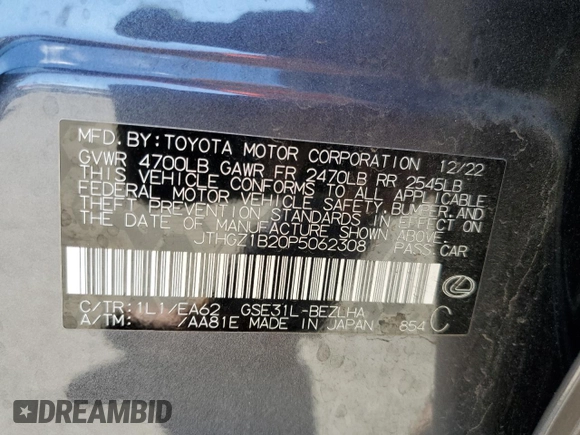 MFD. BY: TOYOTA MOTOR CORPORATION 12/22
GVWR 4700LB GAWR FR 2470LB RR 2545LB
THIS VEHICLE CONFORMS TO ALL APPLICABLE
FEDERAL MOTOR VEHICLE SAFETY, BUMPER, AND
THEFT PREVENTION STANDARDS IN EFFECT ON
THE DATE OF MANUFACTURE SHOWN ABOVE.
JTHGZ1B20P5062308 PASS. CAR
C/TR: 1L1/EA62 GSE31L-BEZLHA
A/TM: /AA81E MADE IN JAPAN 854 C
DREAMBID